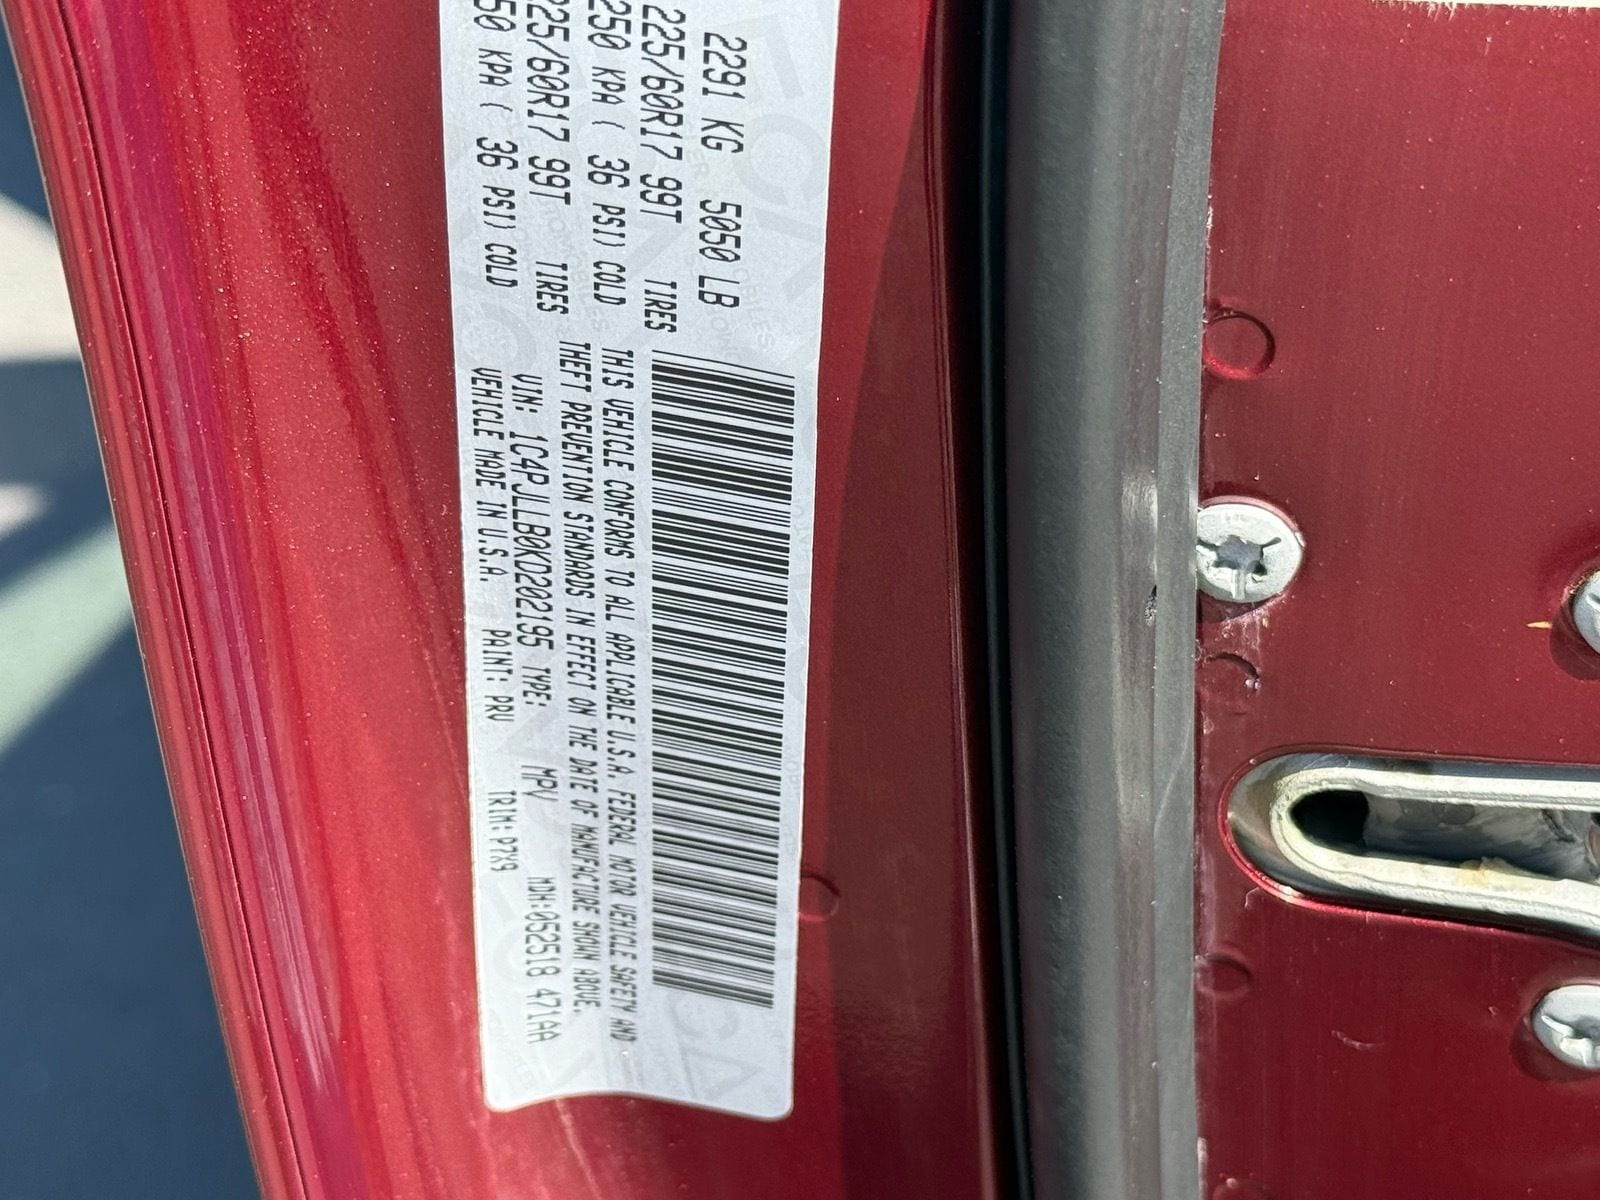 2291 KG 5050 LB
225/60R17 99T TIRES
250 KPA ( 36 PSI) COLD
225/60R17 99T TIRES
250 KPA ( 36 PSI) COLD
THIS VEHICLE CONFORMS TO ALL APPLICABLE U.S.A. FEDERAL MOTOR VEHICLE SAFETY AND
THEFT PREVENTION STANDARDS IN EFFECT ON THE DATE OF MANUFACTURE SHOWN ABOVE.
VIN: 1C4PJLLB0KD202195 TYPE: MPV MDH:052518 471AA
VEHICLE MADE IN U.S.A. PAINT: PRV TRIM:P7X9